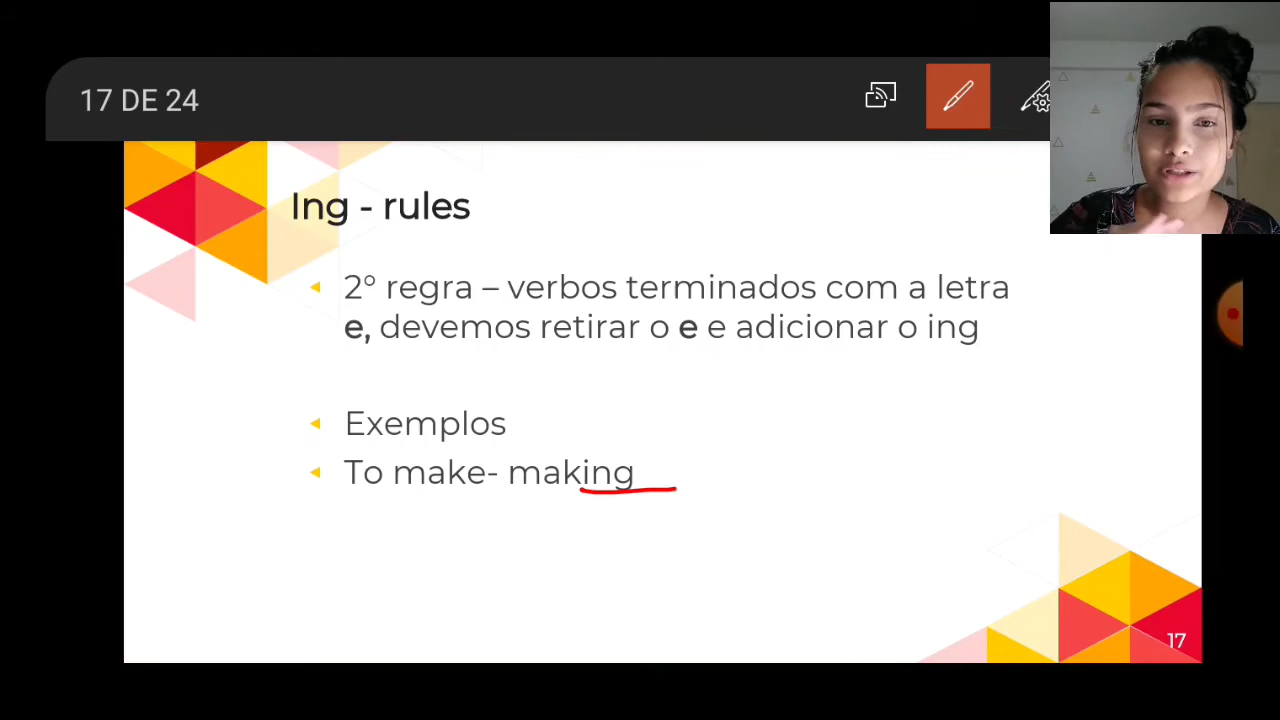 17 DE 24
Ing - rules
2° regra – verbos terminados com a letra
e, devemos retirar o e e adicionar o ing
Exemplos
To make- making
17